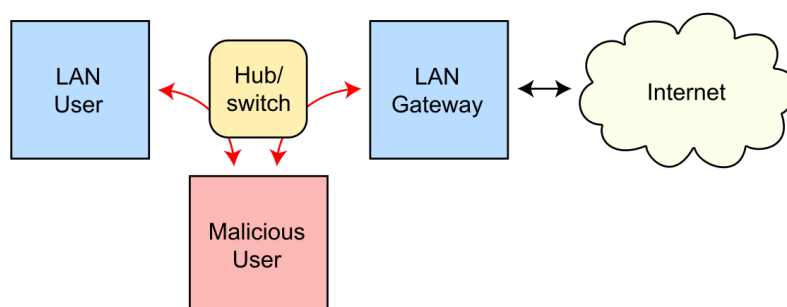 LAN
User
Hub/
switch
LAN
Gateway
Internet
Malicious
User